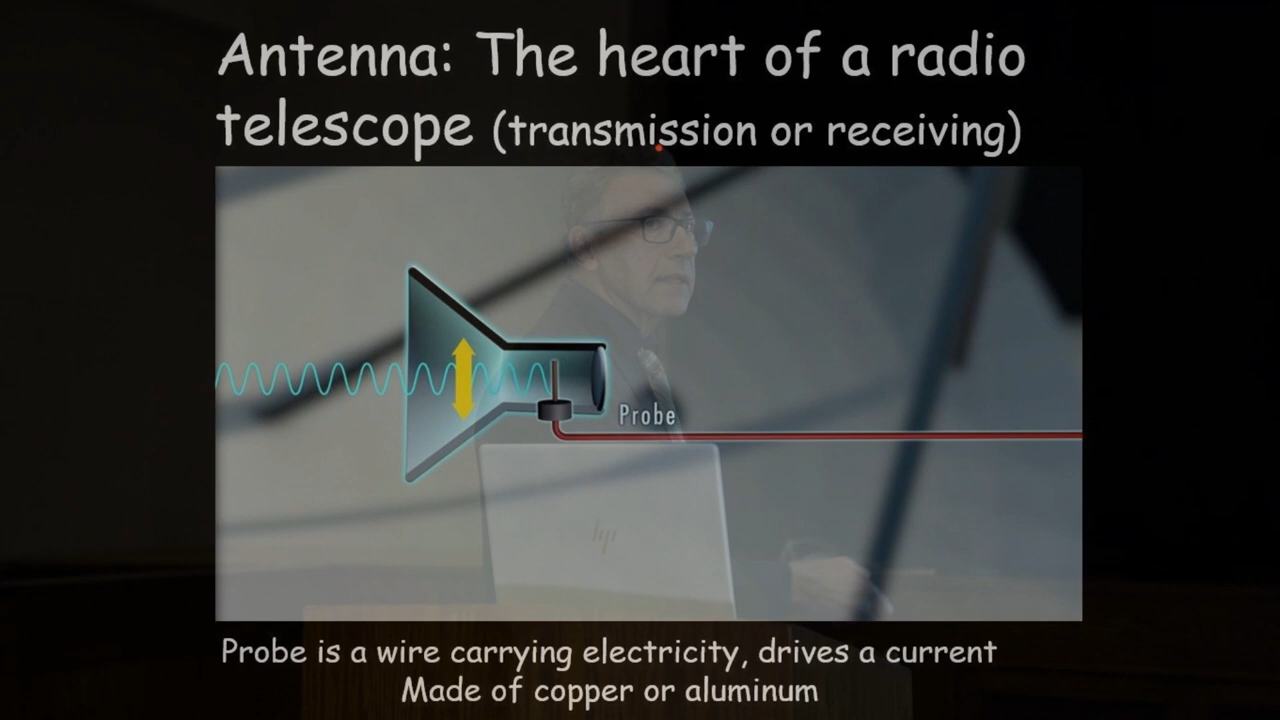 Antenna: The heart of a radio
telescope (transmission or receiving)
Probe
hp
Probe is a wire carrying electricity, drives a current
Made of copper or aluminum